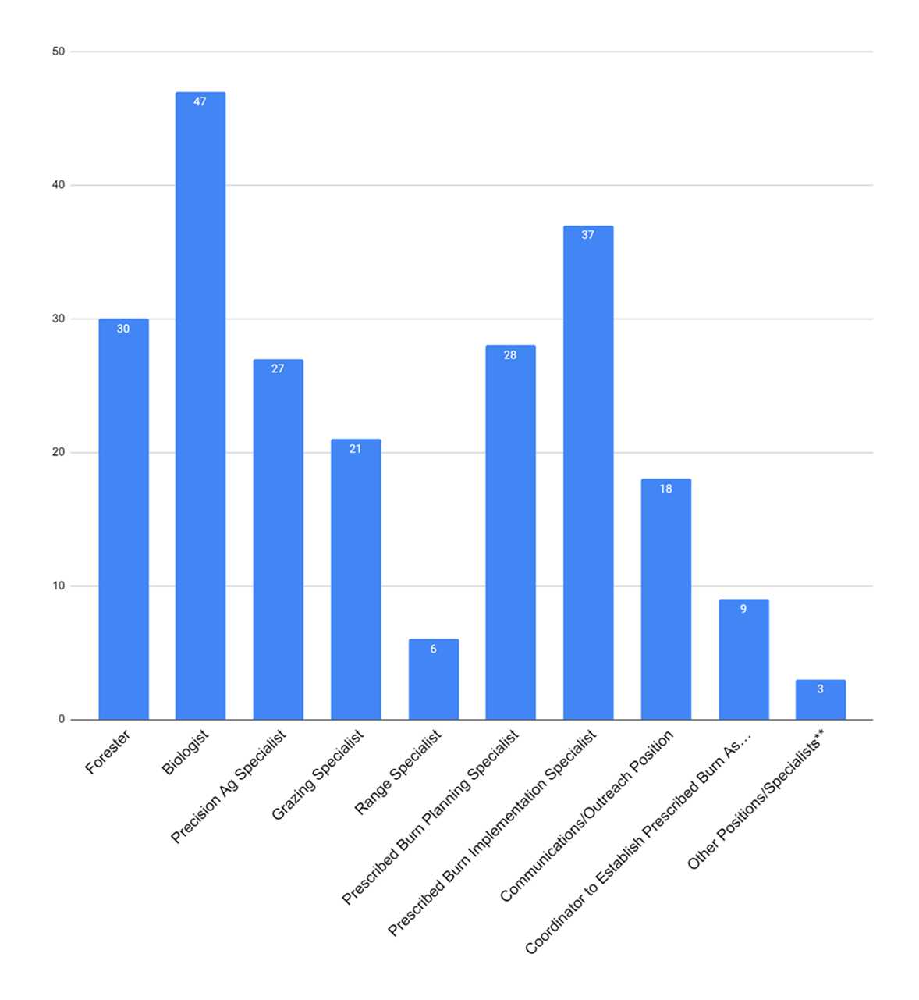 50
40
30
20
10
0
30
47
27
21
6
28
37
18
9
3
Forester
Biologist
Precision Ag Specialist
Grazing Specialist
Range Specialist
Prescribed Burn Planning Specialist
Prescribed Burn Implementation Specialist
Communications/Outreach Position
Coordinator to Establish Prescribed Burn As…
Other Positions/Specialists**